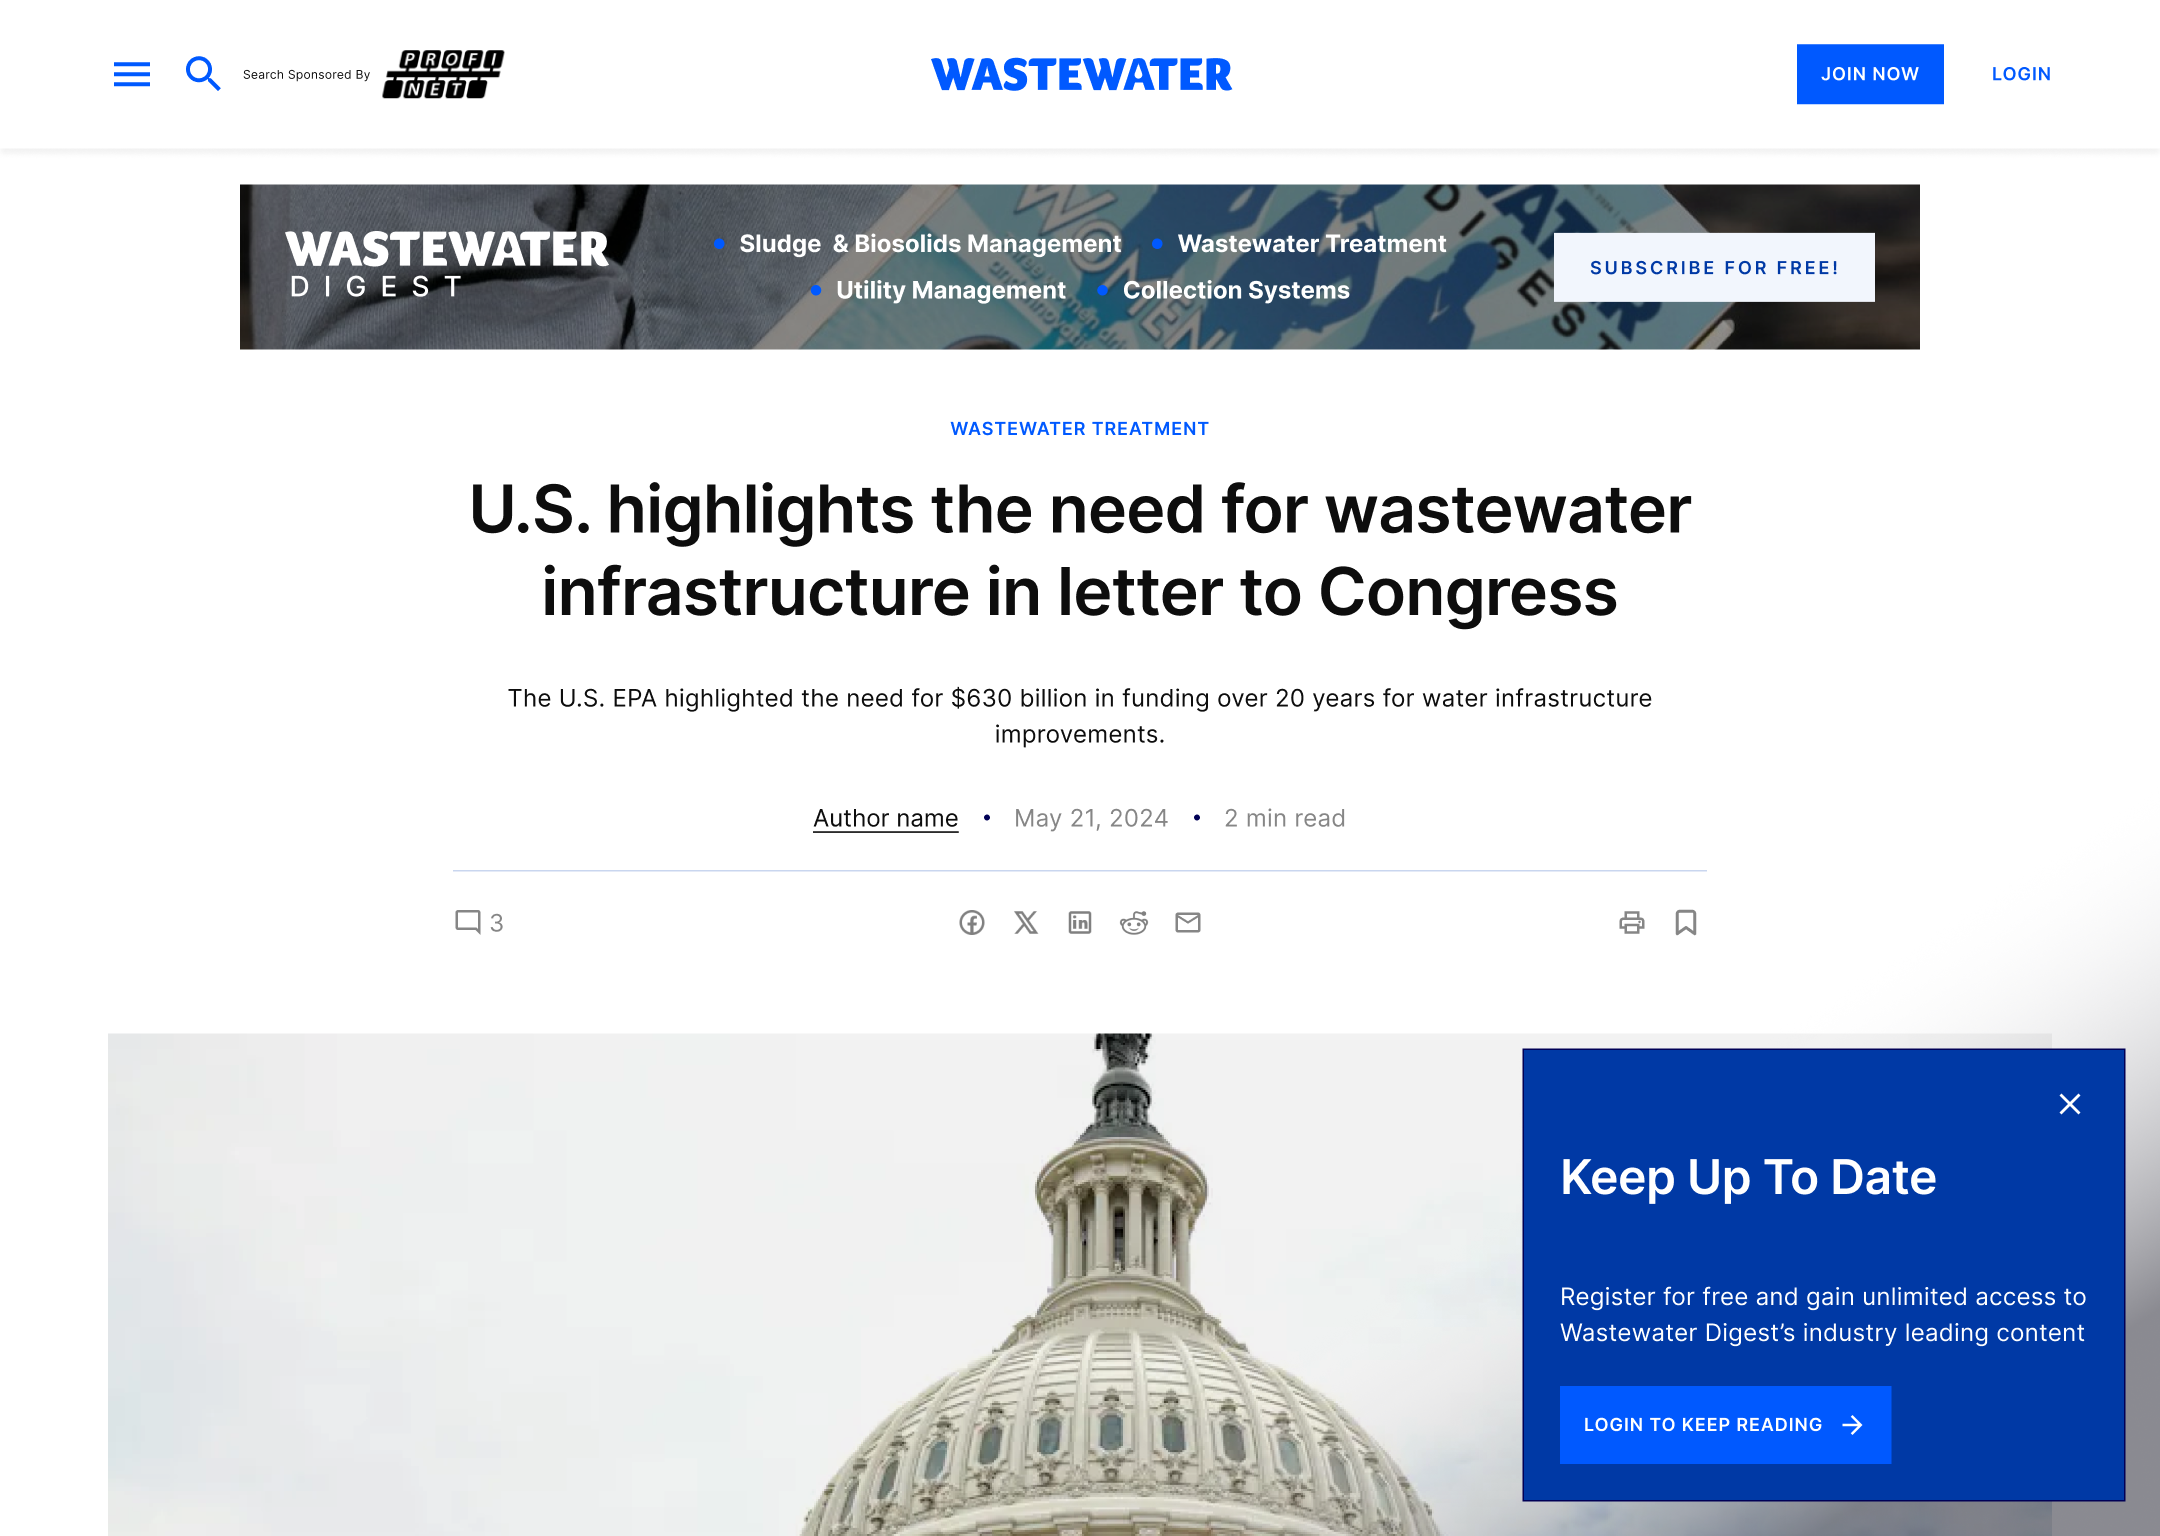 Search Sponsored By
PROFI
NET
WASTEWATER
JOIN NOW
LOGIN
WASTEWATER
DIGEST
• Sludge & Biosolids Management • Wastewater Treatment
• Utility Management • Collection Systems
WOMEN
DIGEST
SUBSCRIBE FOR FREE!
WASTEWATER TREATMENT
U.S. highlights the need for wastewater
infrastructure in letter to Congress
The U.S. EPA highlighted the need for $630 billion in funding over 20 years for water infrastructure
improvements.
Author name • May 21, 2024 • 2 min read
3
Keep Up To Date
Register for free and gain unlimited access to
Wastewater Digest’s industry leading content
LOGIN TO KEEP READING